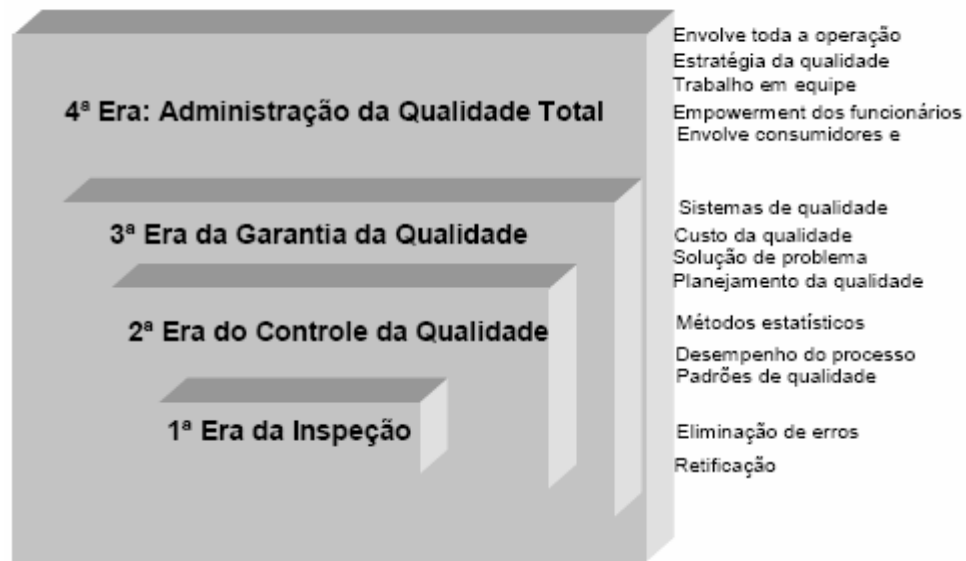 4ª Era: Administração da Qualidade Total
Envolve toda a operação
Estratégia da qualidade
Trabalho em equipe
Empowerment dos funcionários
Envolve consumidores e
3ª Era da Garantia da Qualidade
Sistemas de qualidade
Custo da qualidade
Solução de problema
Planejamento da qualidade
2ª Era do Controle da Qualidade
Métodos estatísticos
Desempenho do processo
Padrões de qualidade
1ª Era da Inspeção
Eliminação de erros
Retificação